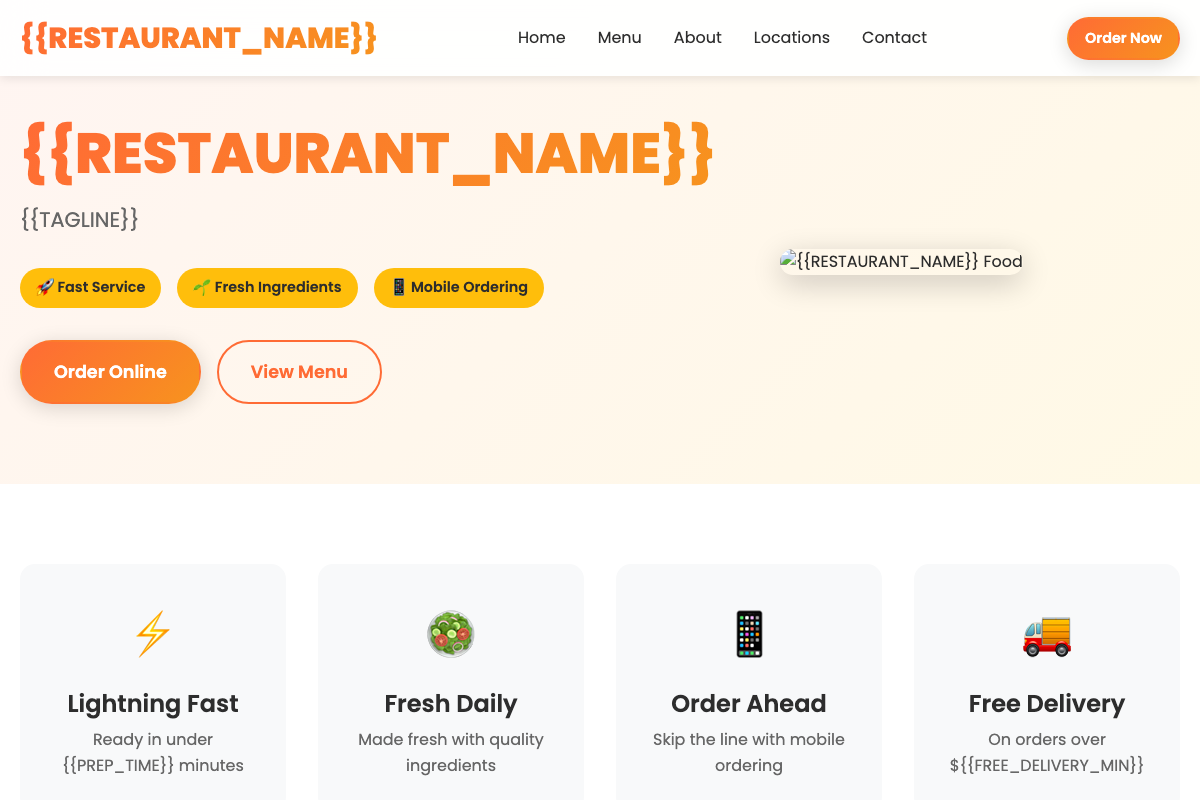 {{RESTAURANT_NAME}}
Home Menu About Locations Contact
Order Now
{{RESTAURANT_NAME}}
{{TAGLINE}}
🚀 Fast Service
🌱 Fresh Ingredients
📱 Mobile Ordering
Order Online
View Menu
{{RESTAURANT_NAME}} Food
Lightning Fast
Ready in under
{{PREP_TIME}} minutes
Fresh Daily
Made fresh with quality
ingredients
Order Ahead
Skip the line with mobile
ordering
Free Delivery
On orders over
${{FREE_DELIVERY_MIN}}